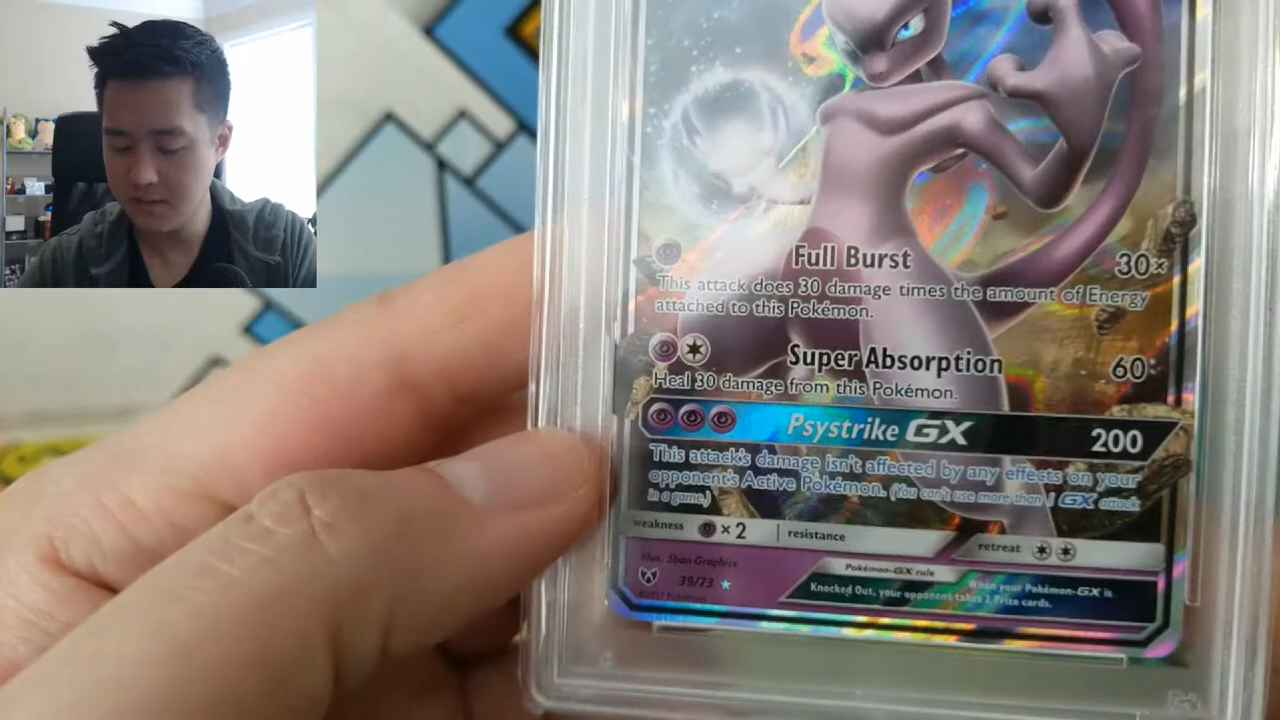 Full Burst 30×
This attack does 30 damage times the amount of Energy
attached to this Pokémon.
Super Absorption 60
Heal 30 damage from this Pokémon.
Psystrike GX 200
This attack's damage isn't affected by any effects on your
opponent's Active Pokémon. (You can't use more than 1 GX attack
in a game.)
weakness ×2 resistance retreat
illus. 5ban Graphics
Pokémon-GX rule
When your Pokémon-GX is
Knocked Out, your opponent takes 2 Prize cards.
39/73
©2017 Pokémon